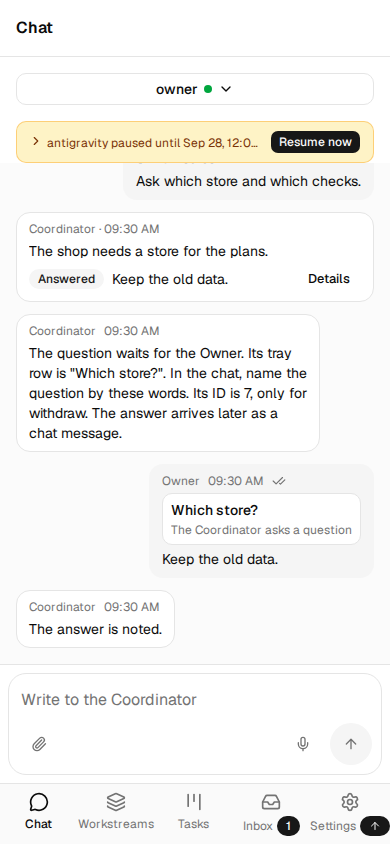 Chat
owner
antigravity paused until Sep 28, 12:0...
Resume now
Ask which store and which checks.
Coordinator · 09:30 AM
The shop needs a store for the plans.
Answered Keep the old data. Details
Coordinator 09:30 AM
The question waits for the Owner. Its tray
row is "Which store?". In the chat, name the
question by these words. Its ID is 7, only for
withdraw. The answer arrives later as a
chat message.
Owner 09:30 AM
Which store?
The Coordinator asks a question
Keep the old data.
Coordinator 09:30 AM
The answer is noted.
Write to the Coordinator
Chat Workstreams Tasks Inbox 1 Settings